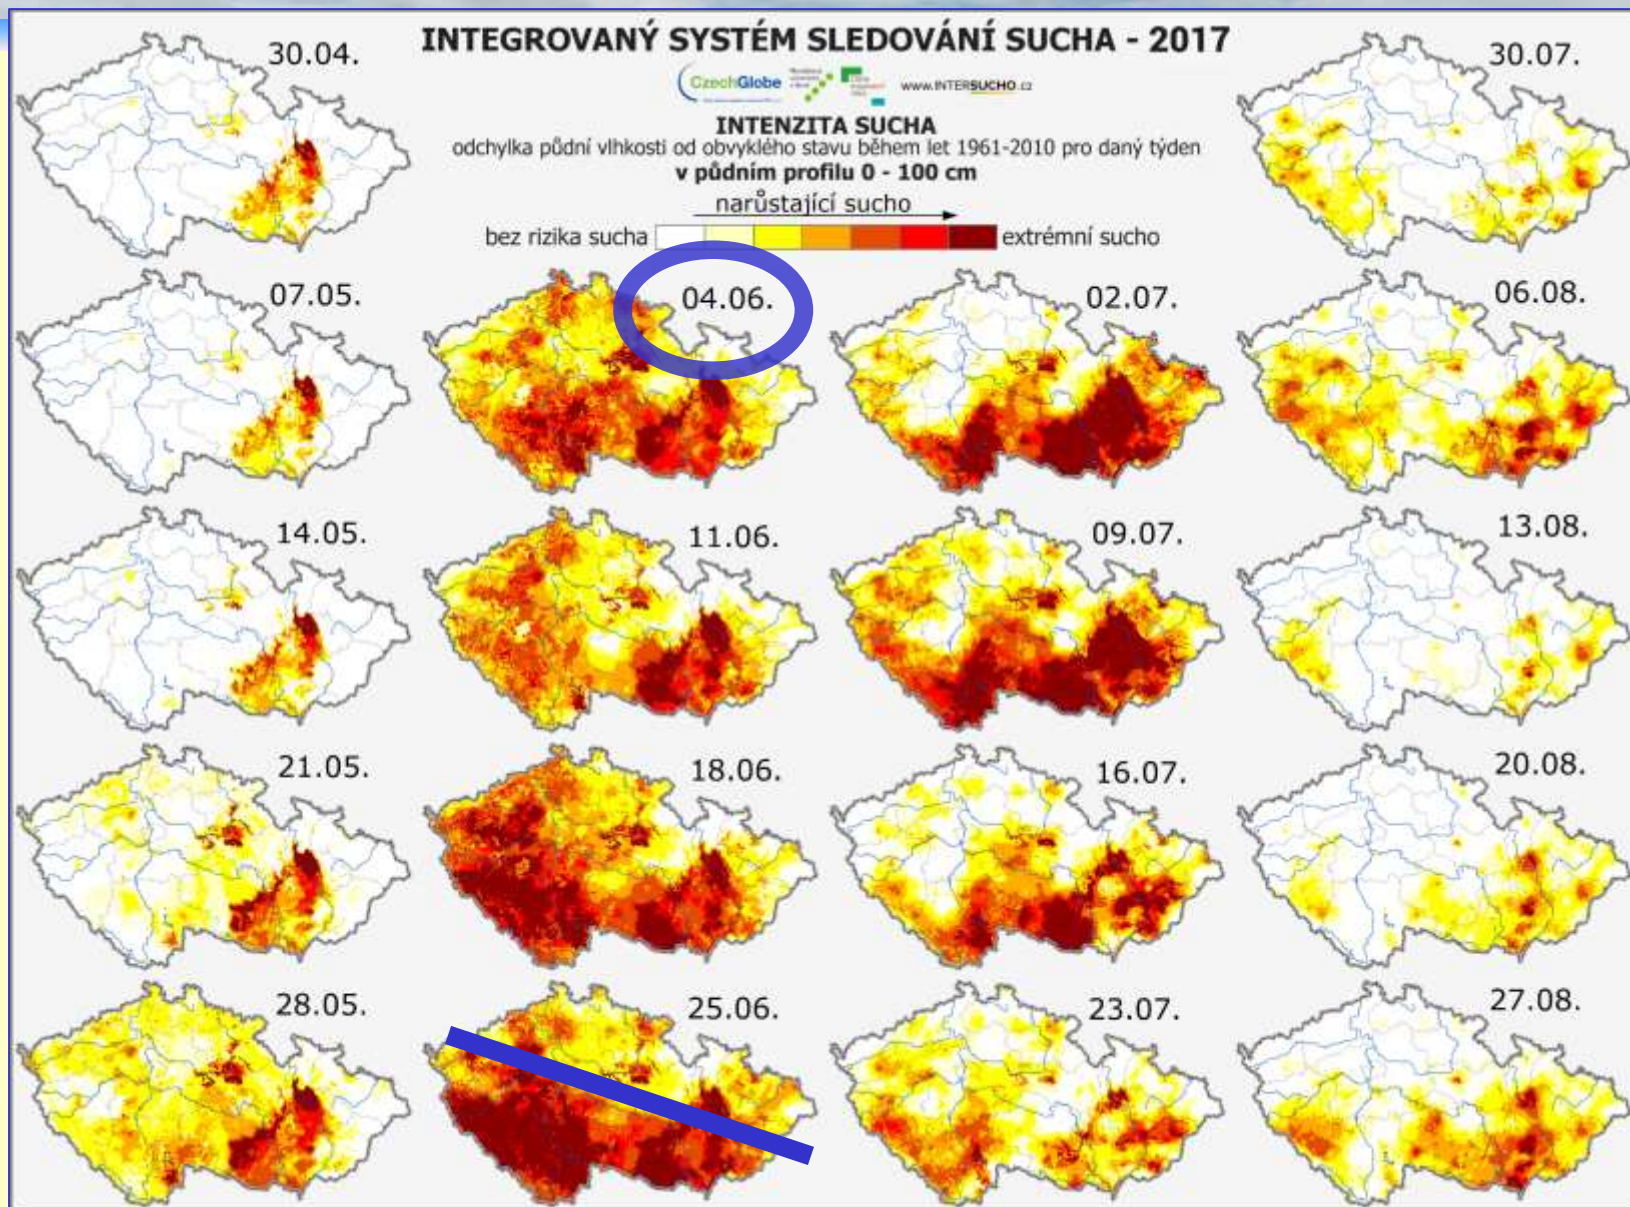 INTEGROVANÝ SYSTÉM SLEDOVÁNÍ SUCHA - 2017
CzechGlobe
www.INTERSUCHO.cz
INTENZITA SUCHA
odchylka půdní vlhkosti od obvyklého stavu během let 1961-2010 pro daný týden
v půdním profilu 0 - 100 cm
narůstající sucho
bez rizika sucha
extrémní sucho
30.04.
07.05.
14.05.
21.05.
28.05.
04.06.
11.06.
18.06.
25.06.
02.07.
09.07.
16.07.
23.07.
30.07.
06.08.
13.08.
20.08.
27.08.